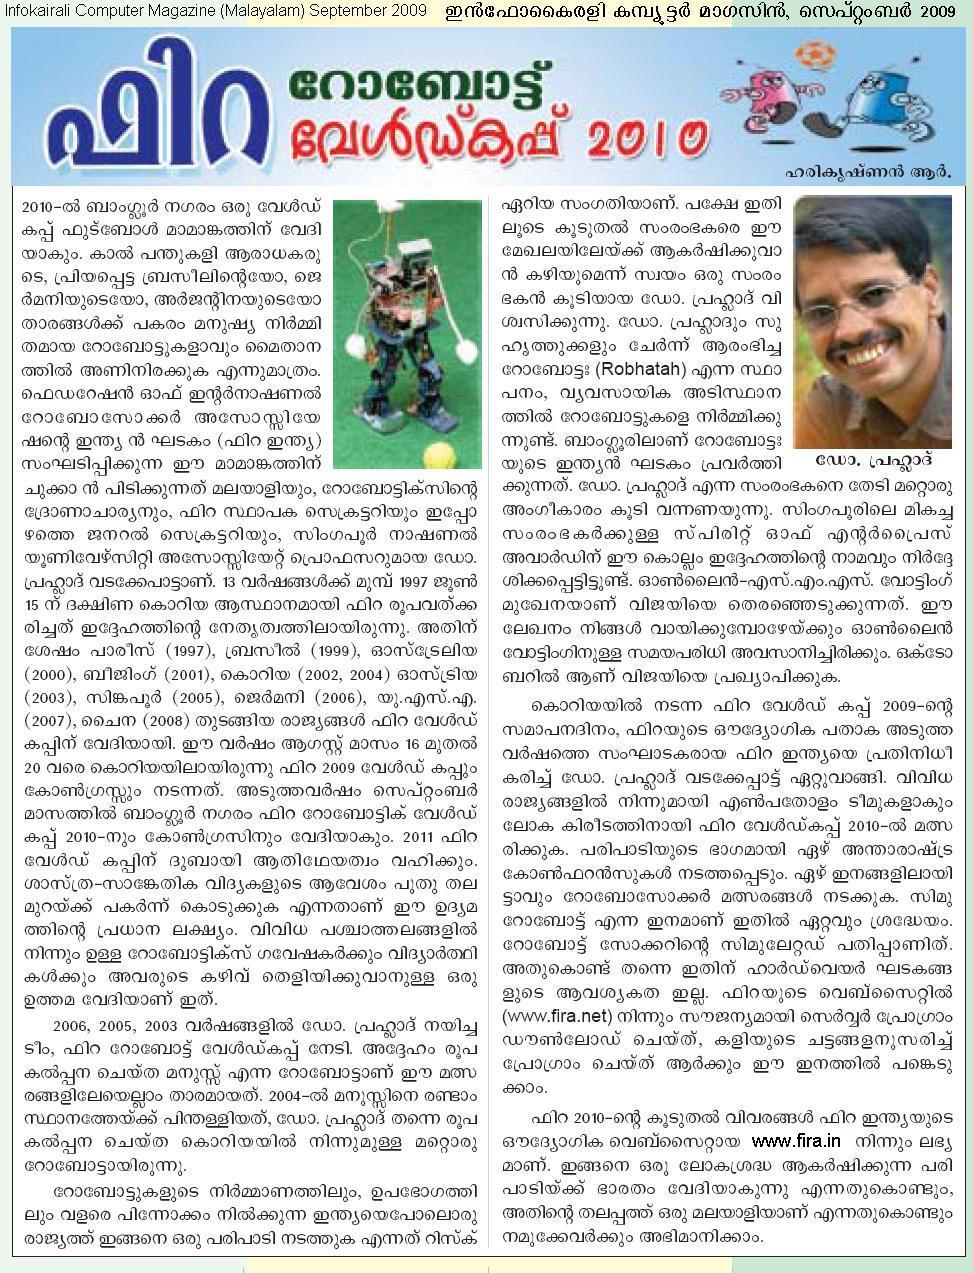 Infokairali Computer Magazine (Malayalam) September 2009 ഇൻഫോകൈരളി കമ്പ്യൂട്ടർ മാഗസിൻ, സെപ്റ്റംബർ 2009
ഫിറ
റോബോട്ട്
വേൾഡ്കപ്പ് 2010
ഹരികൃഷ്ണൻ ആർ.
2010-ൽ ബാംഗ്ലൂർ നഗരം ഒരു വേൾഡ്
കപ്പ് ഫുട്ബോൾ മാമാങ്കത്തിന് വേദി
യാകും. കാൽ പന്തുകളി ആരാധകരു
ടെ, പ്രിയപ്പെട്ട ബ്രസീലിന്റെയോ, ജെ
ർമനിയുടെയോ, അർജന്റിനയുടെയോ
താരങ്ങൾക്ക് പകരം മനുഷ്യ നിർമ്മി
തമായ റോബോട്ടുകളാവും മൈതാന
ത്തിൽ അണിനിരക്കുക എന്നുമാത്രം.
ഫെഡറേഷൻ ഓഫ് ഇന്റർനാഷണൽ
റോബോസോക്കർ അസോസ്സിയേ
ഷന്റെ ഇന്ത്യ ൻ ഘടകം (ഫിറ ഇന്ത്യ)
സംഘടിപ്പിക്കുന്ന ഈ മാമാങ്കത്തിന്
ചുക്കാ ൻ പിടിക്കുന്നത് മലയാളിയും, റോബോട്ടിക്സിന്റെ
ദ്രോണാചാര്യനും, ഫിറ സ്ഥാപക സെക്രട്ടറിയും ഇപ്പോ
ഴത്തെ ജനറൽ സെക്രട്ടറിയും, സിംഗപൂർ നാഷണൽ
യൂണിവേഴ്സിറ്റി അസോസ്സിയേറ്റ് പ്രൊഫസറുമായ ഡോ.
പ്രഹ്ലാദ് വടക്കേപാട്ടാണ്. 13 വർഷങ്ങൾക്ക് മുമ്പ് 1997 ജൂൺ
15 ന് ദക്ഷിണ കൊറിയ ആസ്ഥാനമായി ഫിറ രൂപവത്ക്ക
രിച്ചത് ഇദ്ദേഹത്തിന്റെ നേതൃത്വത്തിലായിരുന്നു. അതിന്
ശേഷം പാരീസ് (1997), ബ്രസീൽ (1999), ഓസ്ട്രേലിയ
(2000), ബീജിംഗ് (2001), കൊറിയ (2002, 2004) ഓസ്ട്രിയ
(2003), സിങ്കപൂർ (2005), ജെർമനി (2006), യു.എസ്.എ.
(2007), ചൈന (2008) തുടങ്ങിയ രാജ്യങ്ങൾ ഫിറ വേൾഡ്
കപ്പിന് വേദിയായി. ഈ വർഷം ആഗസ്റ്റ് മാസം 16 മുതൽ
20 വരെ കൊറിയയിലായിരുന്നു ഫിറ 2009 വേൾഡ് കപ്പും
കോൺഗ്രസ്സും നടന്നത്. അടുത്തവർഷം സെപ്റ്റംബർ
മാസത്തിൽ ബാംഗ്ലൂർ നഗരം ഫിറ റോബോട്ടിക് വേൾഡ്
കപ്പ് 2010-നും കോൺഗ്രസിനും വേദിയാകും. 2011 ഫിറ
വേൾഡ് കപ്പിന് ദുബായി ആതിഥേയത്വം വഹിക്കും.
ശാസ്ത്ര-സാങ്കേതിക വിദ്യകളുടെ ആവേശം പുതു തല
മുറയ്ക്ക് പകർന്ന് കൊടുക്കുക എന്നതാണ് ഈ ഉദ്യമ
ത്തിന്റെ പ്രധാന ലക്ഷ്യം. വിവിധ പശ്ചാത്തലങ്ങളിൽ
നിന്നും ഉള്ള റോബോട്ടിക്സ് ഗവേഷകർക്കും വിദ്യാർത്ഥി
കൾക്കും അവരുടെ കഴിവ് തെളിയിക്കുവാനുള്ള ഒരു
ഉത്തമ വേദിയാണ് ഇത്.
2006, 2005, 2003 വർഷങ്ങളിൽ ഡോ. പ്രഹ്ലാദ് നയിച്ച
ടീം, ഫിറ റോബോട്ട് വേൾഡ്കപ്പ് നേടി. അദ്ദേഹം രൂപ
കൽപ്പന ചെയ്ത മനുസ്സ് എന്ന റോബോട്ടാണ് ഈ മത്സ
രങ്ങളിലേയെല്ലാം താരമായത്. 2004-ൽ മനുസ്സിനെ രണ്ടാം
സ്ഥാനത്തേയ്ക്ക് പിന്തള്ളിയത്, ഡോ. പ്രഹ്ലാദ് തന്നെ രൂപ
കൽപ്പന ചെയ്ത കൊറിയയിൽ നിന്നുമുള്ള മറ്റൊരു
റോബോട്ടായിരുന്നു.
റോബോട്ടുകളുടെ നിർമ്മാണത്തിലും, ഉപഭോഗത്തി
ലും വളരെ പിന്നോക്കം നിൽക്കുന്ന ഇന്ത്യയെപോലൊരു
രാജ്യത്ത് ഇങ്ങനെ ഒരു പരിപാടി നടത്തുക എന്നത് റിസ്ക്
ഏറിയ സംഗതിയാണ്. പക്ഷേ ഇതി
ലൂടെ കൂടുതൽ സംരംഭകരെ ഈ
മേഖലയിലേയ്ക്ക് ആകർഷിക്കുവാ
ൻ കഴിയുമെന്ന് സ്വയം ഒരു സംരം
ഭകൻ കൂടിയായ ഡോ. പ്രഹ്ലാദ് വി
ശ്വസിക്കുന്നു. ഡോ. പ്രഹ്ലാദും സു
ഹൃത്തുക്കളും ചേർന്ന് ആരംഭിച്ച
റോബോട്ടഃ (Robhatah) എന്ന സ്ഥാ
പനം, വ്യവസായിക അടിസ്ഥാന
ത്തിൽ റോബോട്ടുകളെ നിർമ്മിക്കു
ന്നുണ്ട്. ബാംഗ്ലൂരിലാണ് റോബോട്ടഃ
യുടെ ഇന്ത്യൻ ഘടകം പ്രവർത്തി
ക്കുന്നത്. ഡോ. പ്രഹ്ലാദ് എന്ന സംരംഭകനെ തേടി മറ്റൊരു
അംഗീകാരം കൂടി വന്നണയുന്നു. സിംഗപൂരിലെ മികച്ച
സംരംഭകർക്കുള്ള സ്പിരിറ്റ് ഓഫ് എന്റർപ്രൈസ്
അവാർഡിന് ഈ കൊല്ലം ഇദ്ദേഹത്തിന്റെ നാമവും നിർദ്ദേ
ശിക്കപ്പെട്ടിട്ടുണ്ട്. ഓൺലൈൻ-എസ്.എം.എസ്. വോട്ടിംഗ്
മുഖേനയാണ് വിജയിയെ തെരഞ്ഞെടുക്കുന്നത്. ഈ
ലേഖനം നിങ്ങൾ വായിക്കുമ്പോഴേയ്ക്കും ഓൺലൈൻ
വോട്ടിംഗിനുള്ള സമയപരിധി അവസാനിച്ചിരിക്കും. ഒക്ടോ
ബറിൽ ആണ് വിജയിയെ പ്രഖ്യാപിക്കുക.
കൊറിയയിൽ നടന്ന ഫിറ വേൾഡ് കപ്പ് 2009-ന്റെ
സമാപനദിനം, ഫിറയുടെ ഔദ്യോഗിക പതാക അടുത്ത
വർഷത്തെ സംഘാടകരായ ഫിറ ഇന്ത്യയെ പ്രതിനിധീ
കരിച്ച് ഡോ. പ്രഹ്ലാദ് വടക്കേപ്പാട്ട് ഏറ്റുവാങ്ങി. വിവിധ
രാജ്യങ്ങളിൽ നിന്നുമായി എൺപതോളം ടീമുകളാകും
ലോക കിരീടത്തിനായി ഫിറ വേൾഡ്കപ്പ് 2010-ൽ മത്സ
രിക്കുക. പരിപാടിയുടെ ഭാഗമായി ഏഴ് അന്താരാഷ്ട്ര
കോൺഫറൻസുകൾ നടത്തപ്പെടും. ഏഴ് ഇനങ്ങളിലായി
ട്ടാവും റോബോസോക്കർ മത്സരങ്ങൾ നടക്കുക. സിമു
റോബോട്ട് എന്ന ഇനമാണ് ഇതിൽ ഏറ്റവും ശ്രദ്ധേയം.
റോബോട്ട് സോക്കറിന്റെ സിമുലേറ്റഡ് പതിപ്പാണിത്.
അതുകൊണ്ട് തന്നെ ഇതിന് ഹാർഡ്‌വെയർ ഘടകങ്ങ
ളുടെ ആവശ്യകത ഇല്ല. ഫിറയുടെ വെബ്സൈറ്റിൽ
(www.fira.net) നിന്നും സൗജന്യമായി സെർവ്വർ പ്രോഗ്രാം
ഡൗൺലോഡ് ചെയ്ത്, കളിയുടെ ചട്ടങ്ങളനുസരിച്ച്
പ്രോഗ്രാം ചെയ്ത് ആർക്കും ഈ ഇനത്തിൽ പങ്കെടു
ക്കാം.
ഫിറ 2010-ന്റെ കൂടുതൽ വിവരങ്ങൾ ഫിറ ഇന്ത്യയുടെ
ഔദ്യോഗിക വെബ്സൈറ്റായ www.fira.in നിന്നും ലഭ്യ
മാണ്. ഇങ്ങനെ ഒരു ലോകശ്രദ്ധ ആകർഷിക്കുന്ന പരി
പാടിയ്ക്ക് ഭാരതം വേദിയാകുന്നു എന്നതുകൊണ്ടും,
അതിന്റെ തലപ്പത്ത് ഒരു മലയാളിയാണ് എന്നതുകൊണ്ടും
നമുക്കേവർക്കും അഭിമാനിക്കാം.
ഡോ. പ്രഹ്ലാദ്